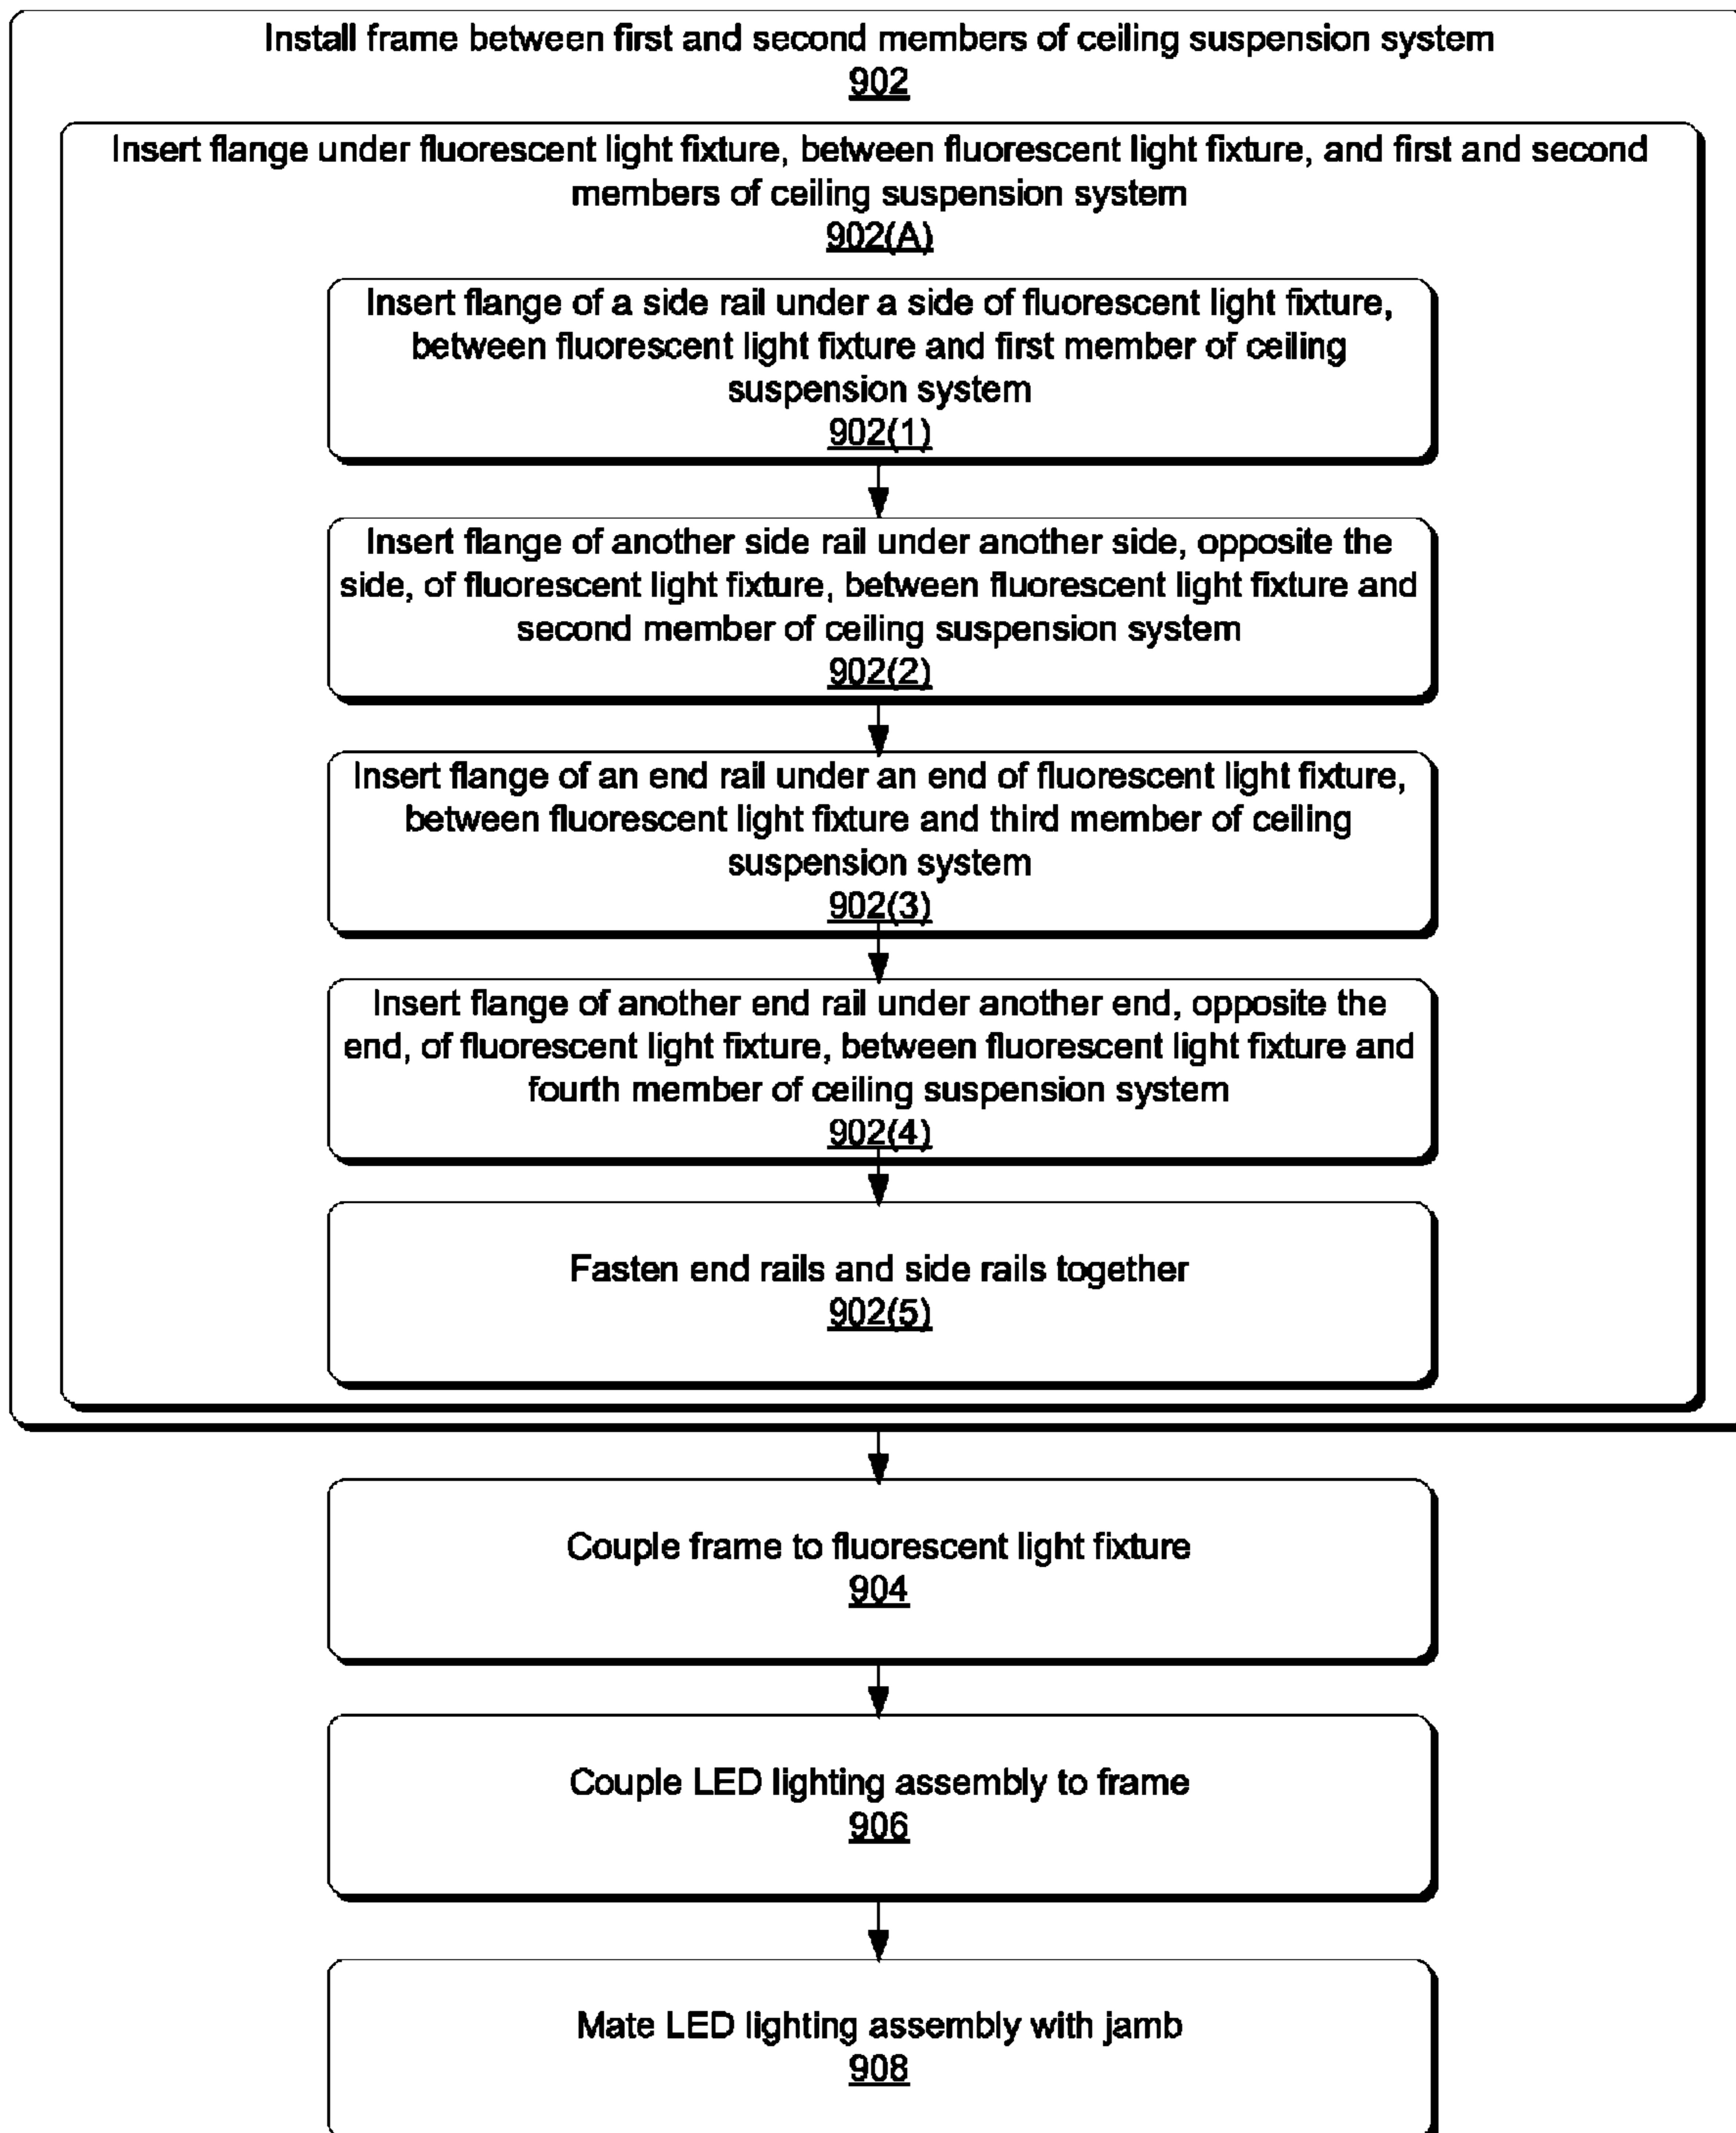 Install frame between first and second members of ceiling suspension system
902
Insert flange under fluorescent light fixture, between fluorescent light fixture, and first and second
members of ceiling suspension system
902(A)
Insert flange of a side rail under a side of fluorescent light fixture,
between fluorescent light fixture and first member of ceiling
suspension system
902(1)
Insert flange of another side rail under another side, opposite the
side, of fluorescent light fixture, between fluorescent light fixture and
second member of ceiling suspension system
902(2)
Insert flange of an end rail under an end of fluorescent light fixture,
between fluorescent light fixture and third member of ceiling
suspension system
902(3)
Insert flange of another end rail under another end, opposite the
end, of fluorescent light fixture, between fluorescent light fixture and
fourth member of ceiling suspension system
902(4)
Fasten end rails and side rails together
902(5)
Couple frame to fluorescent light fixture
904
Couple LED lighting assembly to frame
906
Mate LED lighting assembly with jamb
908